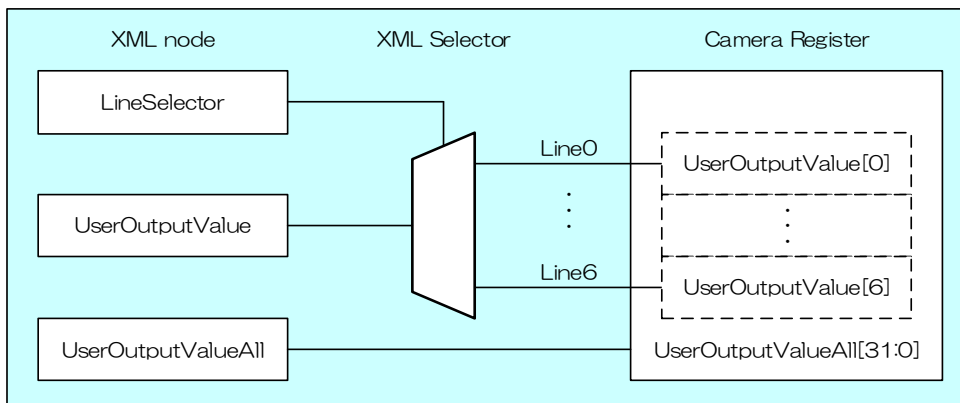 XML node
XML Selector
Camera Register
LineSelector
Line0
UserOutputValue[0]
UserOutputValue
Line6
UserOutputValue[6]
UserOutputValueAll
UserOutputValueAll[31:0]